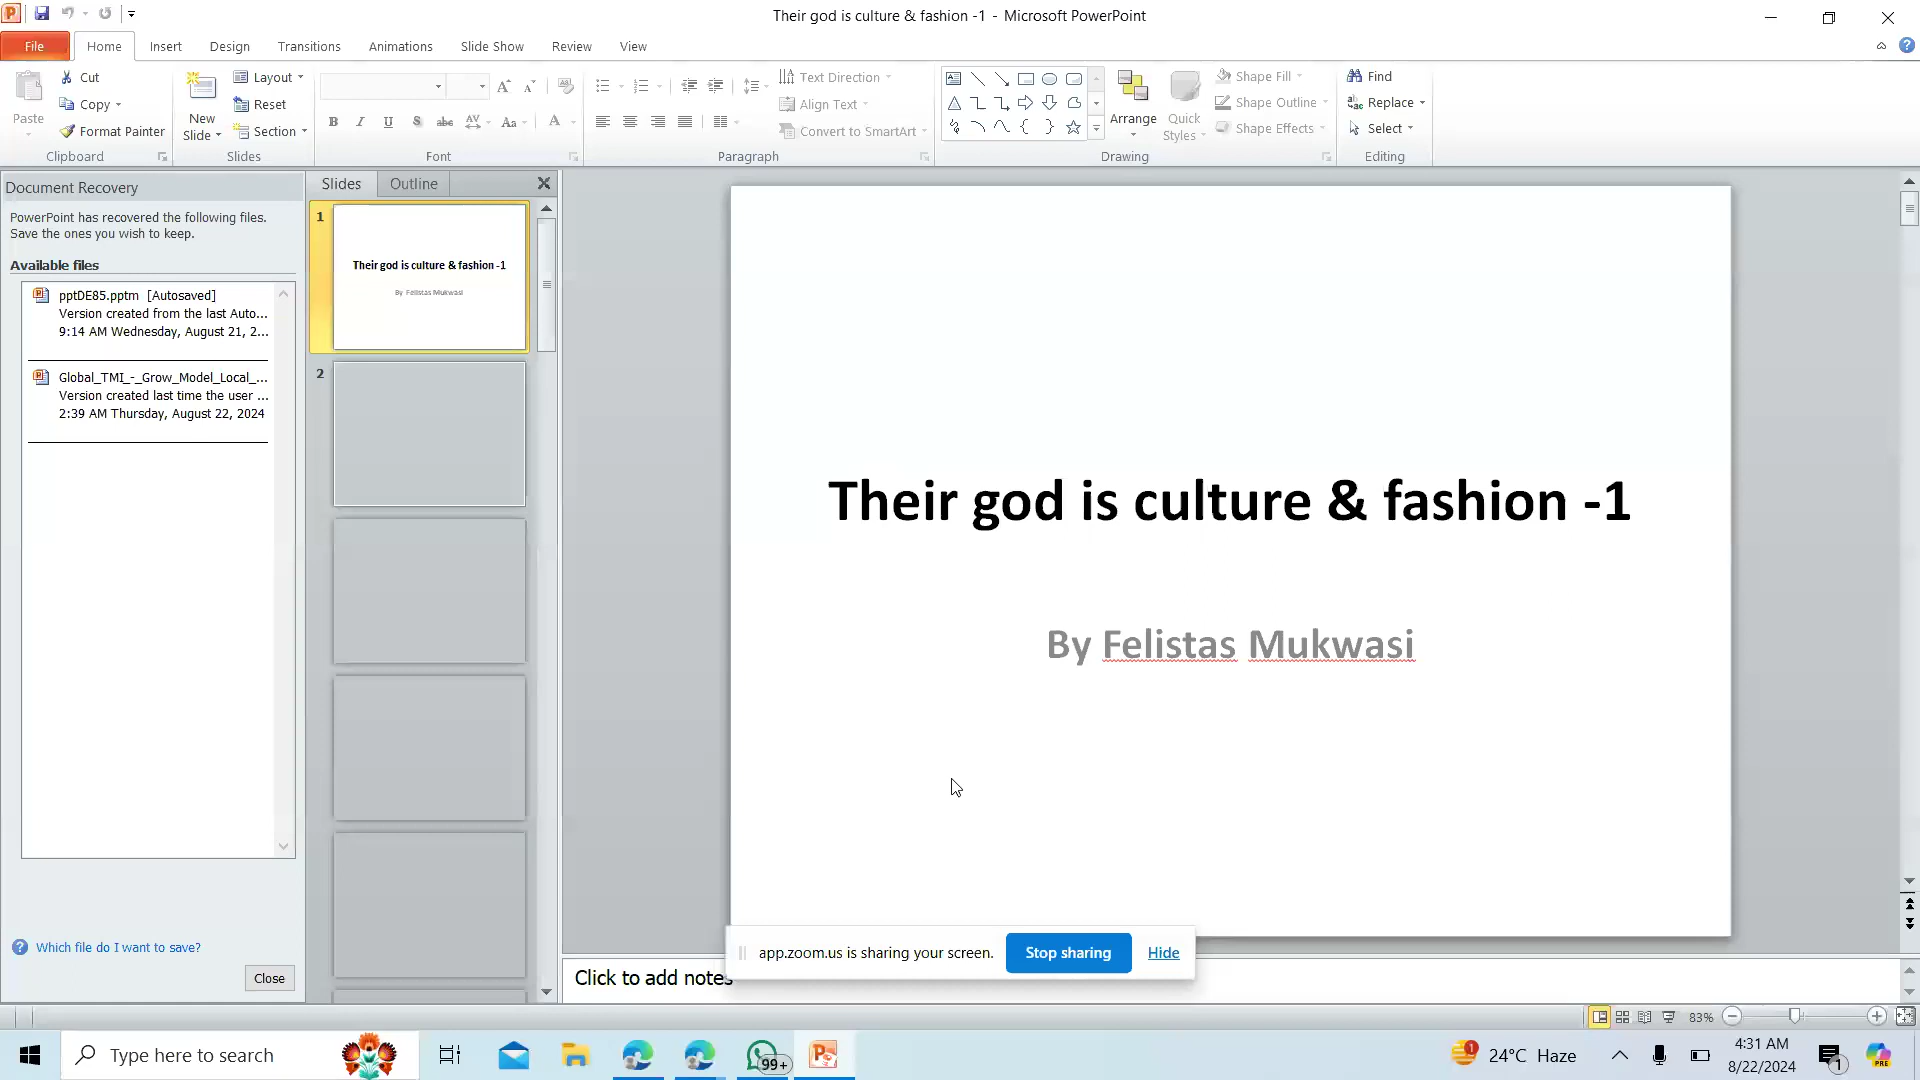 Their god is culture & fashion -1 - Microsoft PowerPoint
File Home Insert Design Transitions Animations Slide Show Review View
Paste
Cut
Copy
Format Painter
Clipboard
New
Slide
Layout
Reset
Section
Slides
B I U S abc AV Aa A
Font
Text Direction
Align Text
Convert to SmartArt
Paragraph
Arrange
Quick
Styles
Shape Fill
Shape Outline
Shape Effects
Drawing
Find
Replace
Select
Editing
Document Recovery
PowerPoint has recovered the following files.
Save the ones you wish to keep.
Available files
pptDE85.pptm [Autosaved]
Version created from the last Auto...
9:14 AM Wednesday, August 21, 2...
Global_TMI_-_Grow_Model_Local_...
Version created last time the user ...
2:39 AM Thursday, August 22, 2024
Which file do I want to save?
Close
Slides Outline
1
Their god is culture & fashion -1
By Felistas Mukwasi
2
Their god is culture & fashion -1
By Felistas Mukwasi
app.zoom.us is sharing your screen. Stop sharing Hide
Click to add notes
83%
Type here to search
99+
24°C Haze
4:31 AM
8/22/2024
1